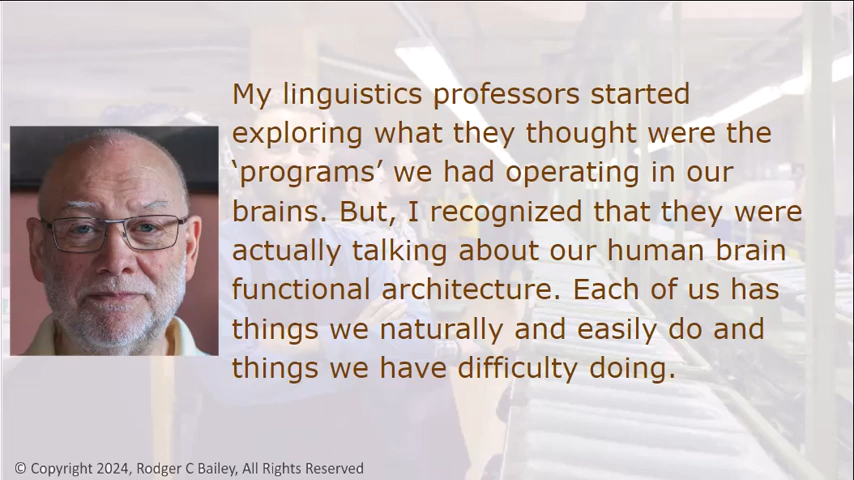 My linguistics professors started
exploring what they thought were the
‘programs’ we had operating in our
brains. But, I recognized that they were
actually talking about our human brain
functional architecture. Each of us has
things we naturally and easily do and
things we have difficulty doing.
© Copyright 2024, Rodger C Bailey, All Rights Reserved